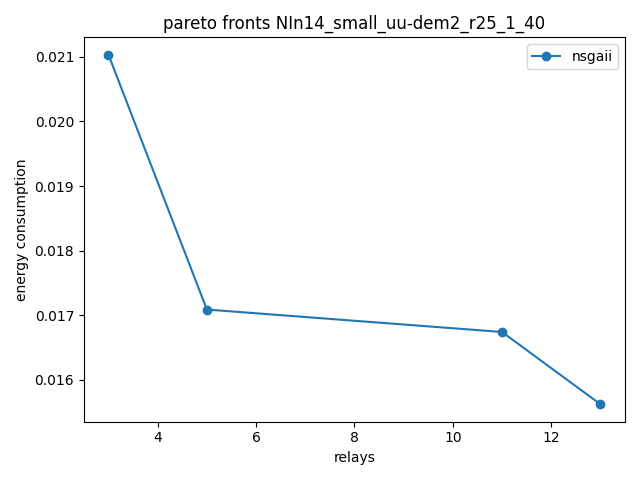 pareto fronts NIn14_small_uu-dem2_r25_1_40
nsgaii
0.021
0.020
0.019
0.018
0.017
0.016
energy consumption
4 6 8 10 12
relays